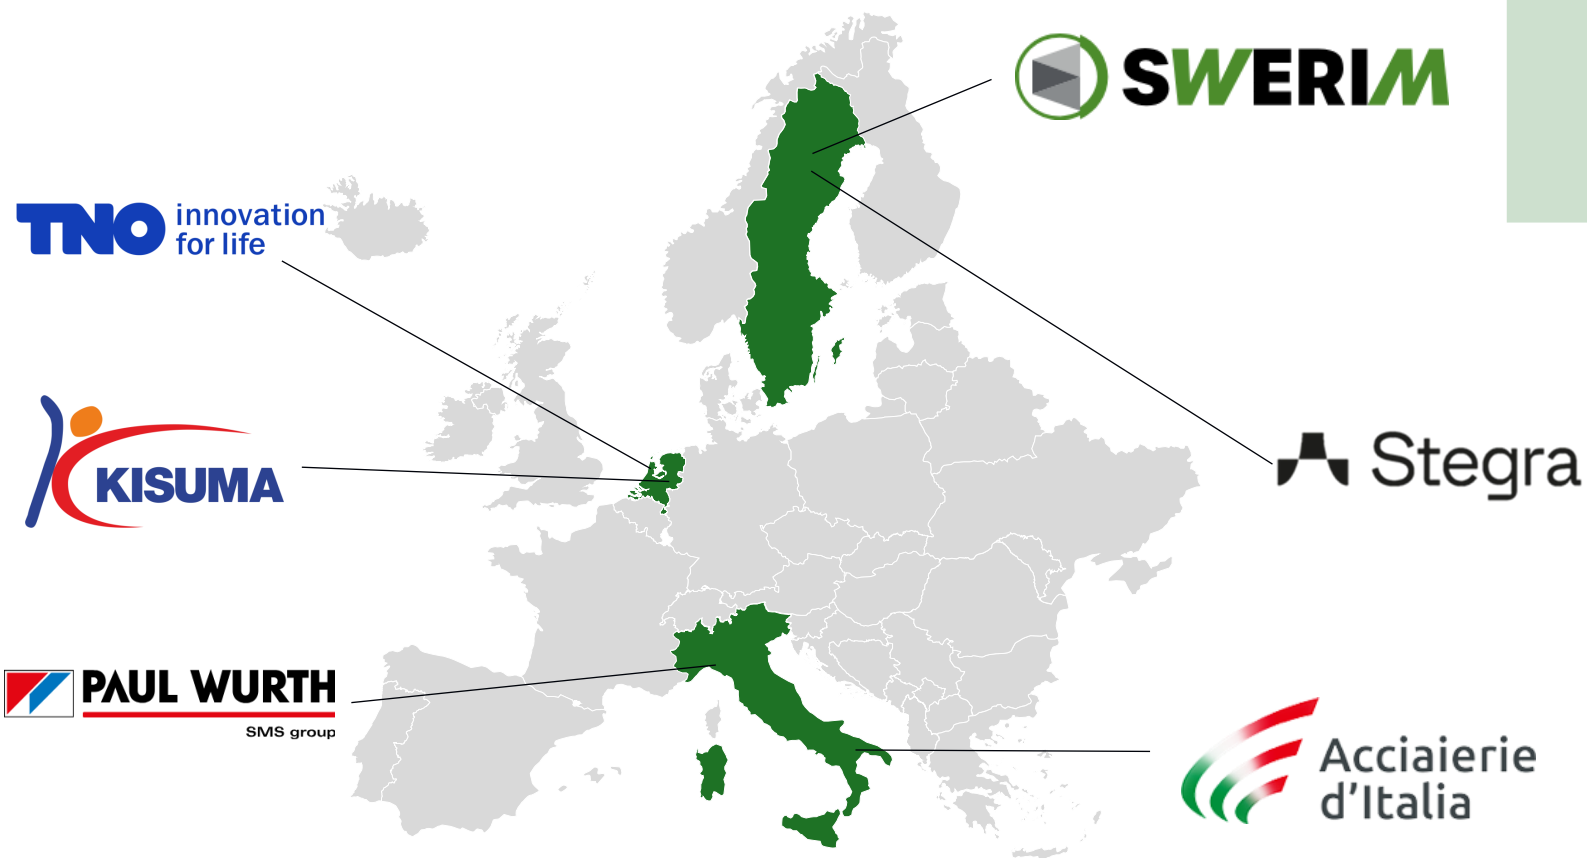 SWERIM
TNO innovation
for life
KISUMA
Stegra
PAUL WURTH
SMS group
Acciaierie
d'Italia